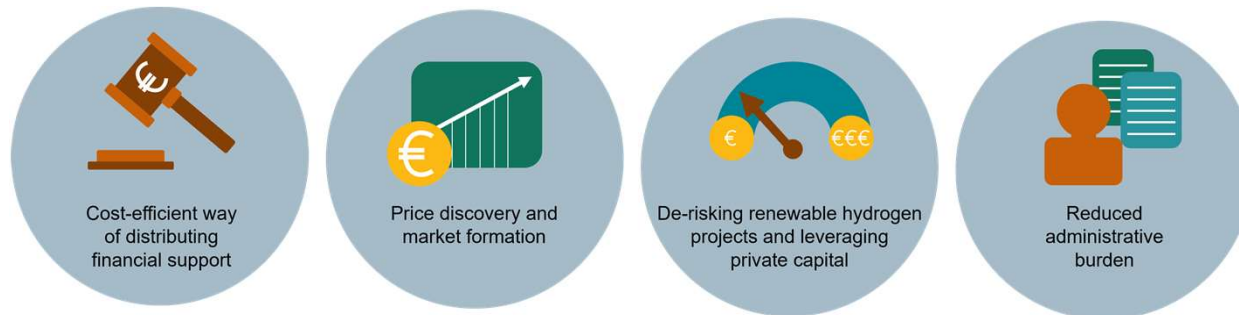 €
Cost-efficient way
of distributing
financial support
€
Price discovery and
market formation
€
€€€
De-risking renewable hydrogen
projects and leveraging
private capital
Reduced
administrative
burden